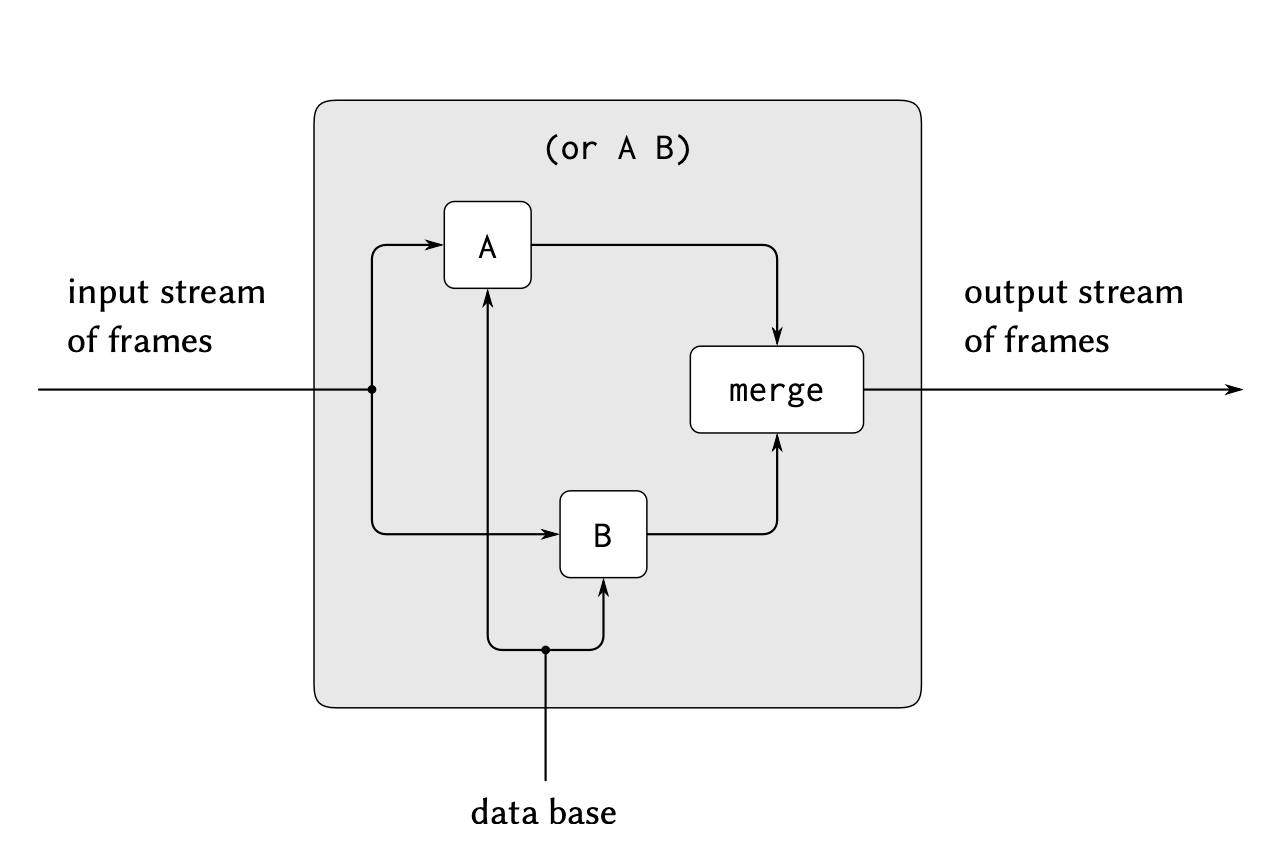 (or A B)
A
input stream
of frames
output stream
of frames
merge
B
data base